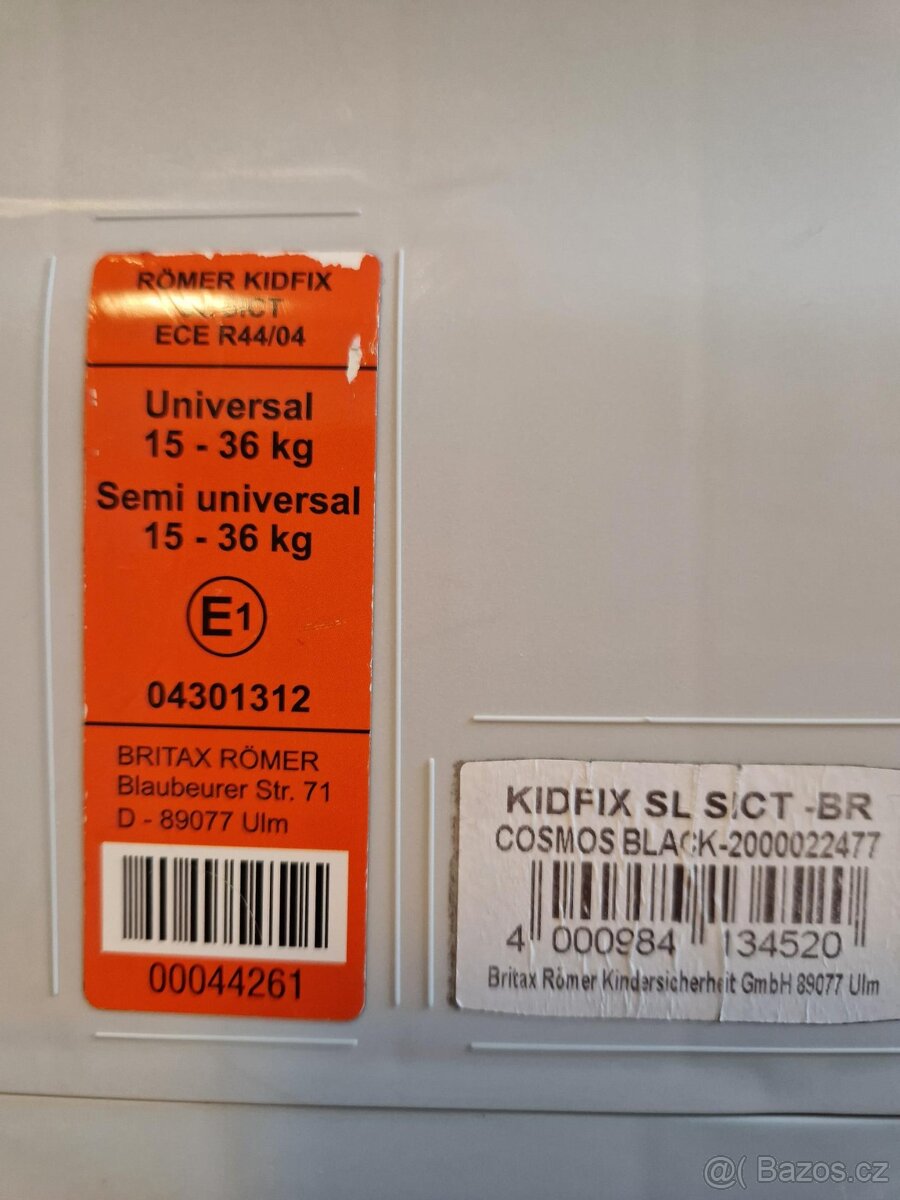 RÖMER KIDFIX
SICT
ECE R44/04
Universal
15 - 36 kg
Semi universal
15 - 36 kg
E1
04301312
BRITAX RÖMER
Blaubeurer Str. 71
D - 89077 Ulm
00044261
KIDFIX SL SICT -BR
COSMOS BLACK-2000022477
4 000984 134520
Britax Römer Kindersicherheit GmbH 89077 Ulm
@( Bazos.cz